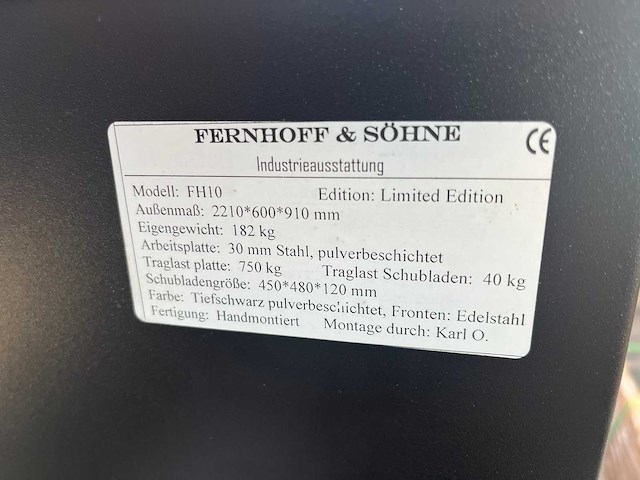 FERNHOFF & SÖHNE
CE
Industrieausstattung
Modell: FH10 Edition: Limited Edition
Außenmaß: 2210*600*910 mm
Eigengewicht: 182 kg
Arbeitsplatte: 30 mm Stahl, pulverbeschichtet
Traglast platte: 750 kg Traglast Schubladen: 40 kg
Schubladengröße: 450*480*120 mm
Farbe: Tiefschwarz pulverbeschichtet, Fronten: Edelstahl
Fertigung: Handmontiert Montage durch: Karl O.